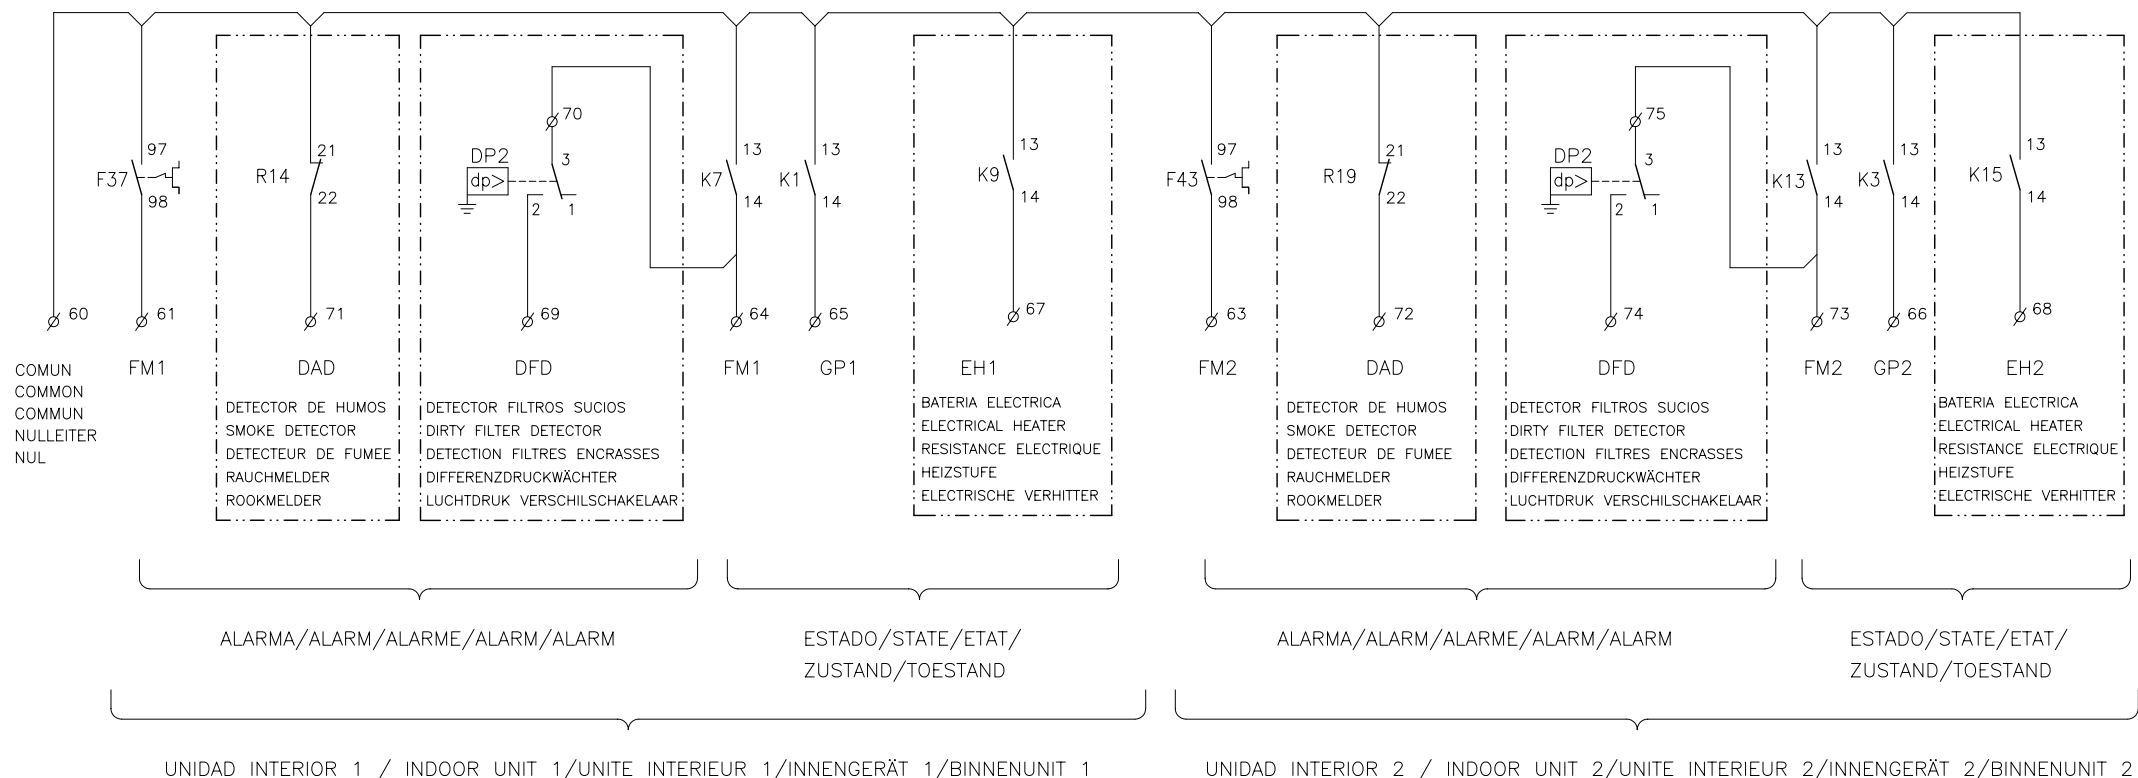 97
F37
98
60
61
COMUN
COMMON
COMMUN
NULLEITER
NUL
FM1
21
R14
22
71
DAD
DETECTOR DE HUMOS
SMOKE DETECTOR
DETECTEUR DE FUMEE
RAUCHMELDER
ROOKMELDER
70
DP2
dp>
3
2
1
69
DFD
DETECTOR FILTROS SUCIOS
DIRTY FILTER DETECTOR
DETECTION FILTRES ENCRASSES
DIFFERENZDRUCKWÄCHTER
LUCHTDRUK VERSCHILSCHAKELAAR
13
K7
14
64
FM1
13
K1
14
65
GP1
13
K9
14
67
EH1
BATERIA ELECTRICA
ELECTRICAL HEATER
RESISTANCE ELECTRIQUE
HEIZSTUFE
ELECTRISCHE VERHITTER
97
F43
98
63
FM2
21
R19
22
72
DAD
DETECTOR DE HUMOS
SMOKE DETECTOR
DETECTEUR DE FUMEE
RAUCHMELDER
ROOKMELDER
75
DP2
dp>
3
2
1
74
DFD
DETECTOR FILTROS SUCIOS
DIRTY FILTER DETECTOR
DETECTION FILTRES ENCRASSES
DIFFERENZDRUCKWÄCHTER
LUCHTDRUK VERSCHILSCHAKELAAR
13
K13
14
73
FM2
13
K3
14
66
GP2
13
K15
14
68
EH2
BATERIA ELECTRICA
ELECTRICAL HEATER
RESISTANCE ELECTRIQUE
HEIZSTUFE
ELECTRISCHE VERHITTER
ALARMA/ALARM/ALARME/ALARM/ALARM
ESTADO/STATE/ETAT/
ZUSTAND/TOESTAND
ALARMA/ALARM/ALARME/ALARM/ALARM
ESTADO/STATE/ETAT/
ZUSTAND/TOESTAND
UNIDAD INTERIOR 1 / INDOOR UNIT 1/UNITE INTERIEUR 1/INNENGERÄT 1/BINNENUNIT 1
UNIDAD INTERIOR 2 / INDOOR UNIT 2/UNITE INTERIEUR 2/INNENGERÄT 2/BINNENUNIT 2